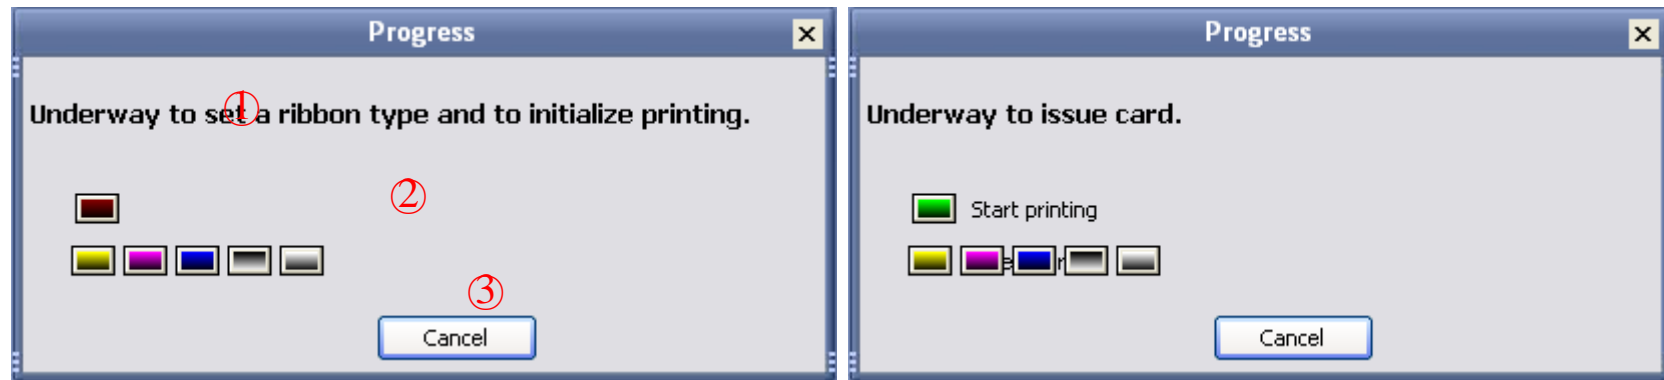 Progress
Underway to set a ribbon type and to initialize printing.
①
②
③
Cancel
Progress
Underway to issue card.
Start printing
Cancel